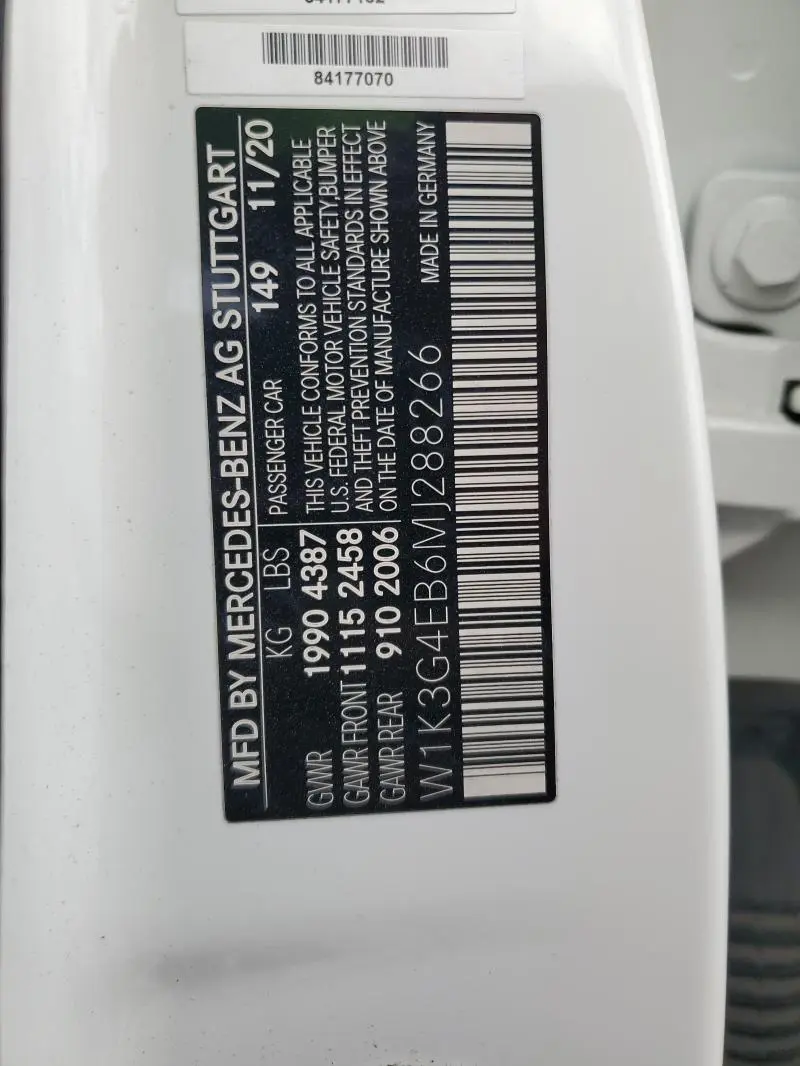 84177070
MFD BY MERCEDES-BENZ AG STUTTGART
KG LBS PASSENGER CAR 149 11/20
GWWR 1990 4387 THIS VEHICLE CONFORMS TO ALL APPLICABLE
U.S. FEDERAL MOTOR VEHICLE SAFETY,BUMPER
GAWR FRONT 1115 2458 AND THEFT PREVENTION STANDARDS IN EFFECT
GAWR REAR 910 2006 ON THE DATE OF MANUFACTURE SHOWN ABOVE
W1K3G4EB6MJ288266 MADE IN GERMANY